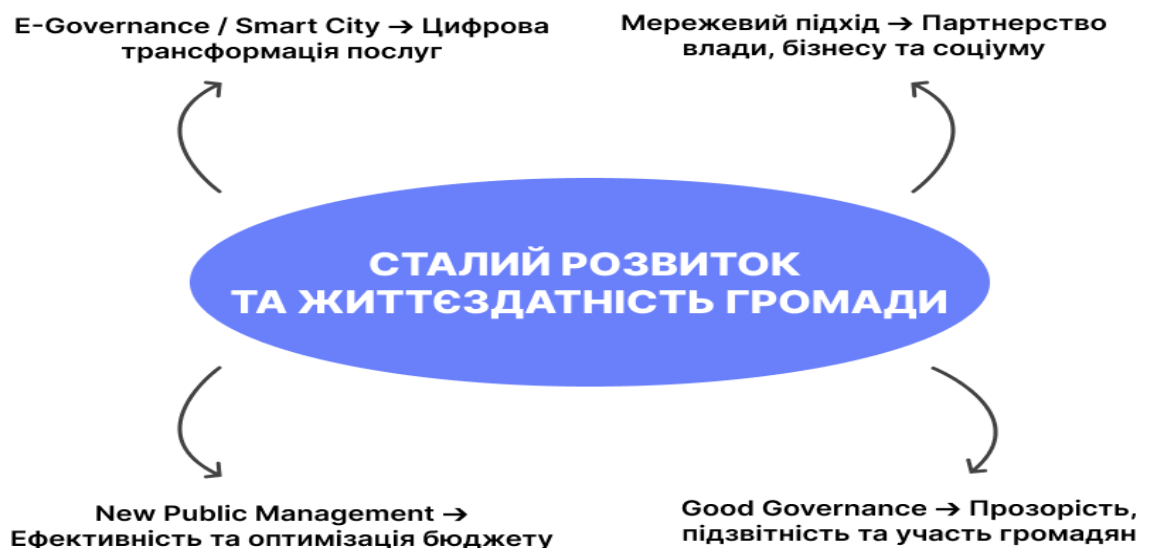 E-Governance / Smart City → Цифрова
трансформація послуг
Мережевий підхід → Партнерство
влади, бізнесу та соціуму
СТАЛИЙ РОЗВИТОК
ТА ЖИТТЄЗДАТНІСТЬ ГРОМАДИ
New Public Management →
Ефективність та оптимізація бюджету
Good Governance → Прозорість,
підзвітність та участь громадян